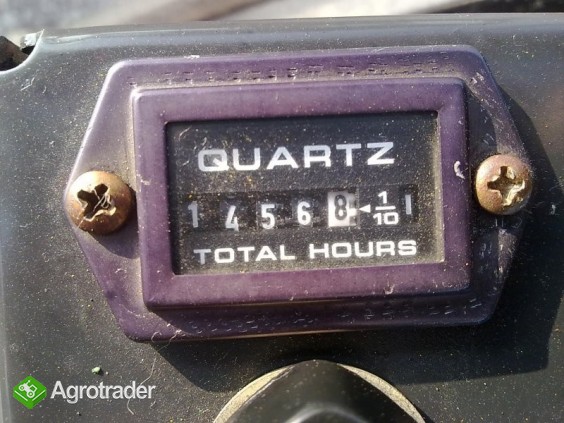 QUARTZ
1 4 5 6 8 ◄ 1/10
TOTAL HOURS
Agrotrader